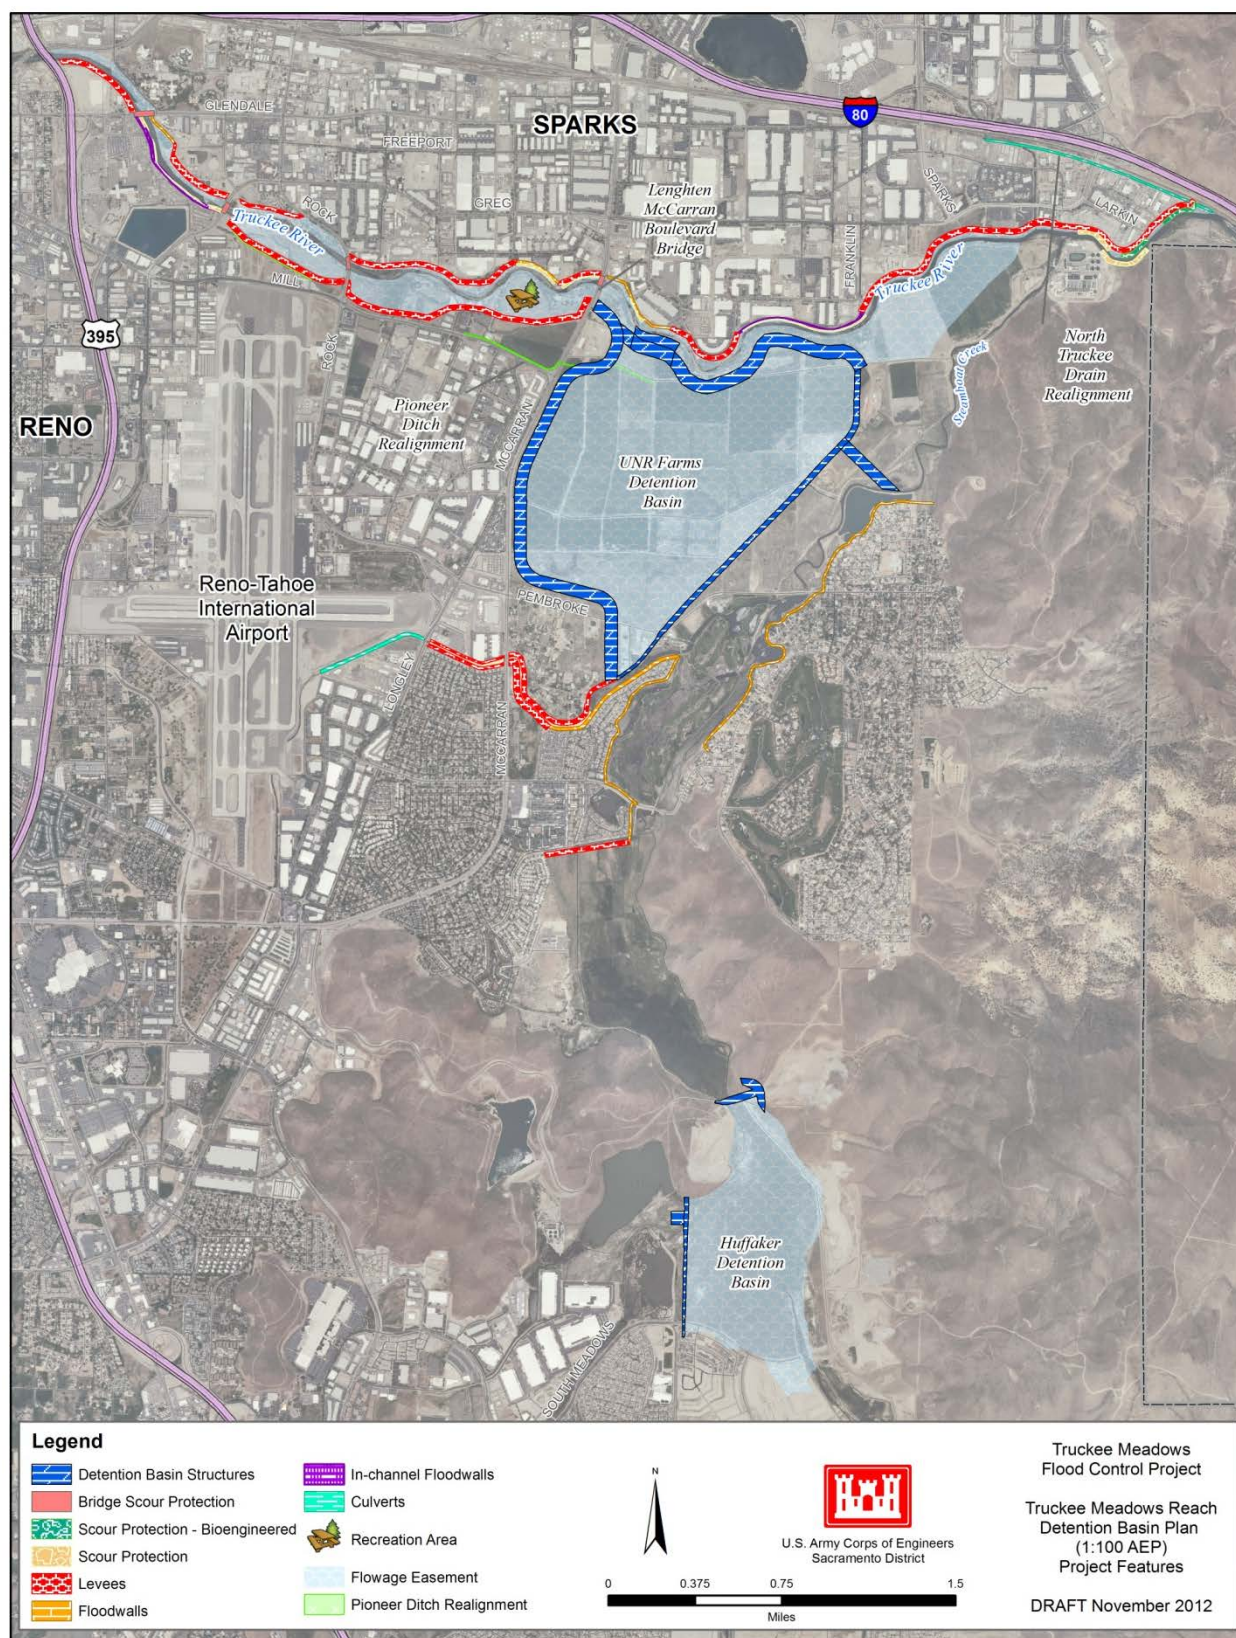 GLENDALE
80
SPARKS
FREEPORT
SPARKS
Lenghten
McCarran
Boulevard
Bridge
ROCK
GREG
LARKIN
Truckee River
FRANKLIN
Truckee River
MILL
395
ROCK
North
Truckee
Drain
Realignment
Steamboat Creek
Pioneer
Ditch
Realignment
MCCARRAN
RENO
UNR Farms
Detention
Basin
Reno-Tahoe
International
Airport
PEMBROKE
LONGLEY
MCCARRAN
Huffaker
Detention
Basin
SOUTH MEADOWS
Legend
Detention Basin Structures
Bridge Scour Protection
Scour Protection - Bioengineered
Scour Protection
Levees
Floodwalls
In-channel Floodwalls
Culverts
Recreation Area
Flowage Easement
Pioneer Ditch Realignment
N
U.S. Army Corps of Engineers
Sacramento District
0 0.375 0.75 1.5
Miles
Truckee Meadows
Flood Control Project
Truckee Meadows Reach
Detention Basin Plan
(1:100 AEP)
Project Features
DRAFT November 2012